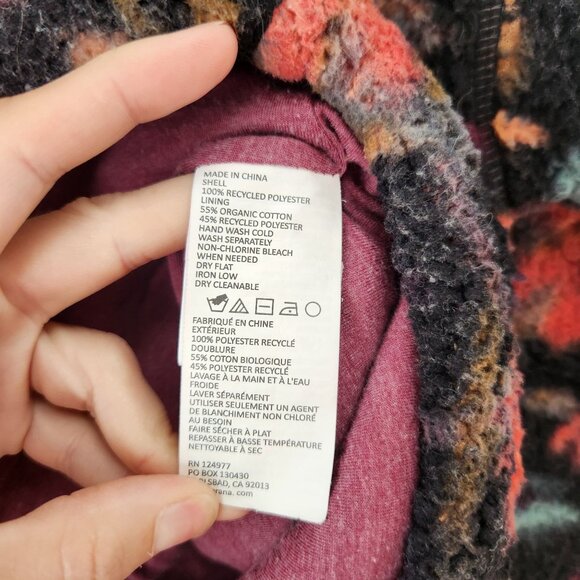 MADE IN CHINA
SHELL
100% RECYCLED POLYESTER
LINING
55% ORGANIC COTTON
45% RECYCLED POLYESTER
HAND WASH COLD
WASH SEPARATELY
NON-CHLORINE BLEACH
WHEN NEEDED
DRY FLAT
IRON LOW
DRY CLEANABLE
FABRIQUÉ EN CHINE
EXTÉRIEUR
100% POLYESTER RECYCLÉ
DOUBLURE
55% COTON BIOLOGIQUE
45% POLYESTER RECYCLÉ
LAVAGE À LA MAIN ET À L'EAU
FROIDE
LAVER SÉPARÉMENT
UTILISER SEULEMENT UN AGENT
DE BLANCHIMENT NON CHLORÉ
AU BESOIN
FAIRE SÉCHER À PLAT
REPASSER À BASSE TEMPÉRATURE
NETTOYABLE À SEC
RN 124977
PO BOX 130430
RLSBAD, CA 92013
rana.com